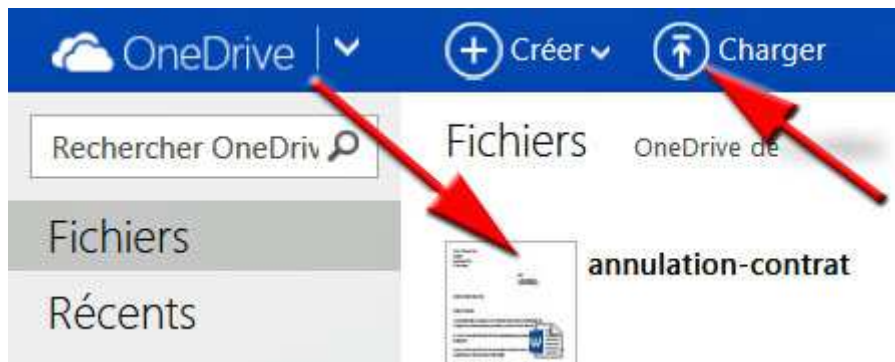 OneDrive Créer Charger
Rechercher OneDriv
Fichiers
Récents
Fichiers OneDrive de
annulation-contrat